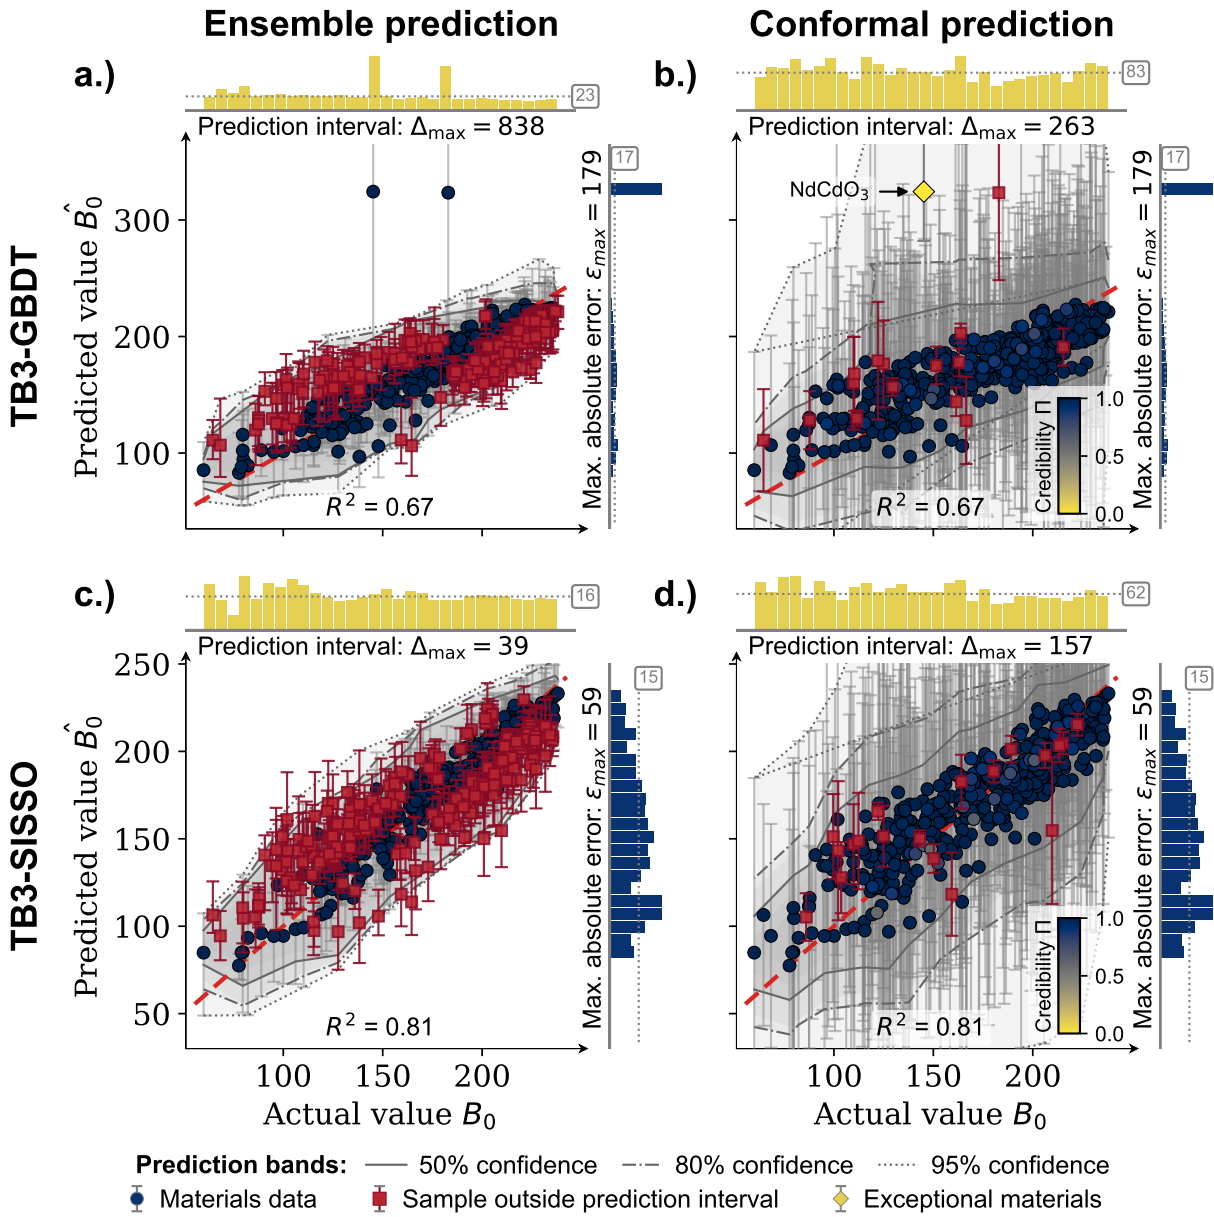 Ensemble prediction
Conformal prediction
a.)
23
Prediction interval: Δmax = 838
b.)
83
Prediction interval: Δmax = 263
TB3-GBDT
Predicted value B̂₀
300
200
100
R² = 0.67
Max. absolute error: εmax = 179
17
NdCdO₃
R² = 0.67
Credibility Π
1.0
0.5
0.0
Max. absolute error: εmax = 179
17
c.)
16
Prediction interval: Δmax = 39
d.)
62
Prediction interval: Δmax = 157
TB3-SISSO
Predicted value B̂₀
250
200
150
100
50
R² = 0.81
Max. absolute error: εmax = 59
15
R² = 0.81
Credibility Π
1.0
0.5
0.0
Max. absolute error: εmax = 59
15
100 150 200
Actual value B₀
100 150 200
Actual value B₀
Prediction bands: 50% confidence 80% confidence 95% confidence
Materials data Sample outside prediction interval Exceptional materials